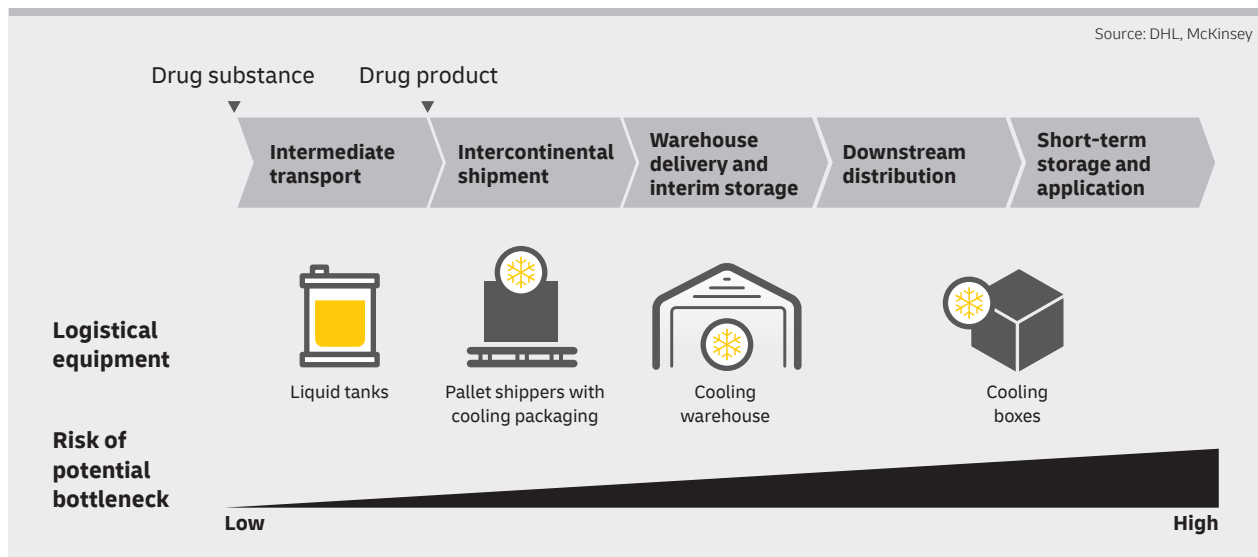 Source: DHL, McKinsey
Drug substance
Drug product
Intermediate
transport
Intercontinental
shipment
Warehouse
delivery and
interim storage
Downstream
distribution
Short-term
storage and
application
Logistical
equipment
Liquid tanks
Pallet shippers with
cooling packaging
Cooling
warehouse
Cooling
boxes
Risk of
potential
bottleneck
Low
High